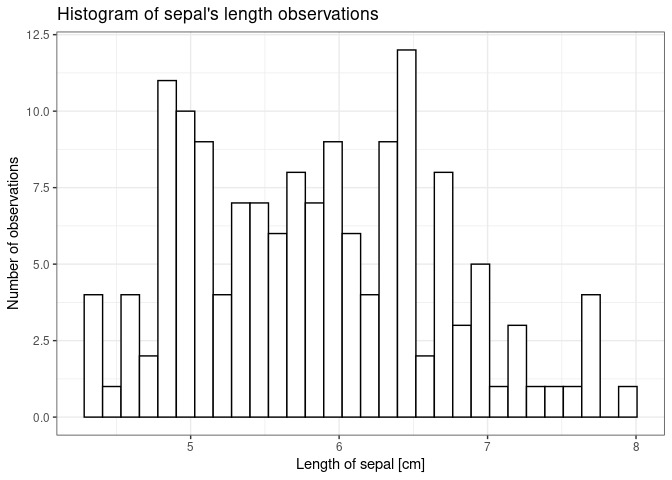 Histogram of sepal's length observations
12.5
10.0
7.5
5.0
2.5
0.0
Number of observations
5 6 7 8
Length of sepal [cm]